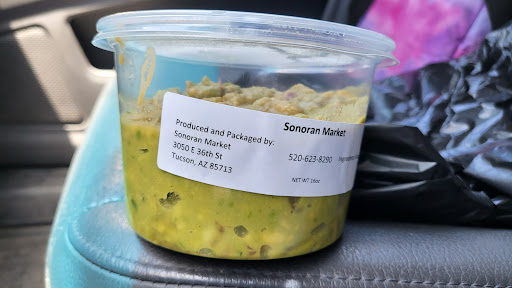 Sonoran Market
Produced and Packaged by:
Sonoran Market
3050 E 36th St
Tucson, AZ 85713
520-623-8290
NET WT 16oz